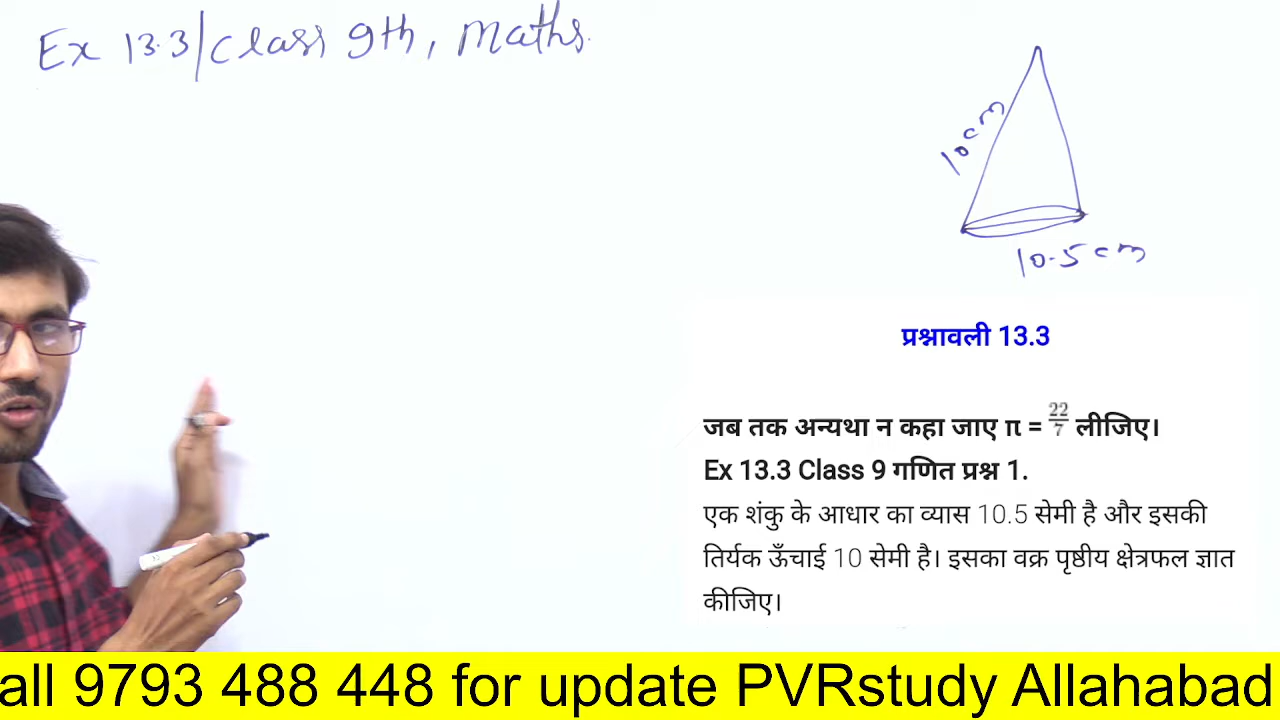 Ex 13.3/Class 9th, Maths.
10cm
10.5 cm
प्रश्नावली 13.3
जब तक अन्यथा न कहा जाए π = 22/7 लीजिए।
Ex 13.3 Class 9 गणित प्रश्न 1.
एक शंकु के आधार का व्यास 10.5 सेमी है और इसकी
तिर्यक ऊँचाई 10 सेमी है। इसका वक्र पृष्ठीय क्षेत्रफल ज्ञात
कीजिए।
all 9793 488 448 for update PVRstudy Allahabad